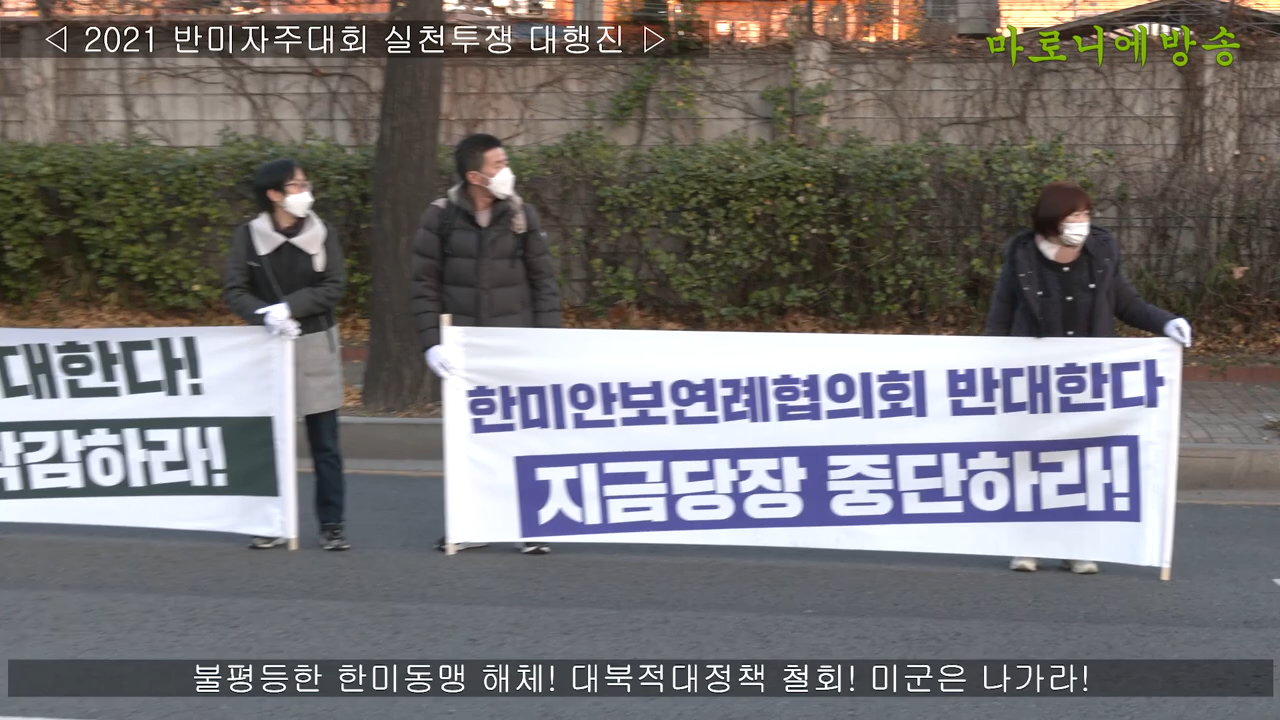 ◁ 2021 반미자주대회 실천투쟁 대행진 ▷
마로니에방송
대한다!
감하라!
한미안보연례협의회 반대한다
지금당장 중단하라!
불평등한 한미동맹 해체! 대북적대정책 철회! 미군은 나가라!